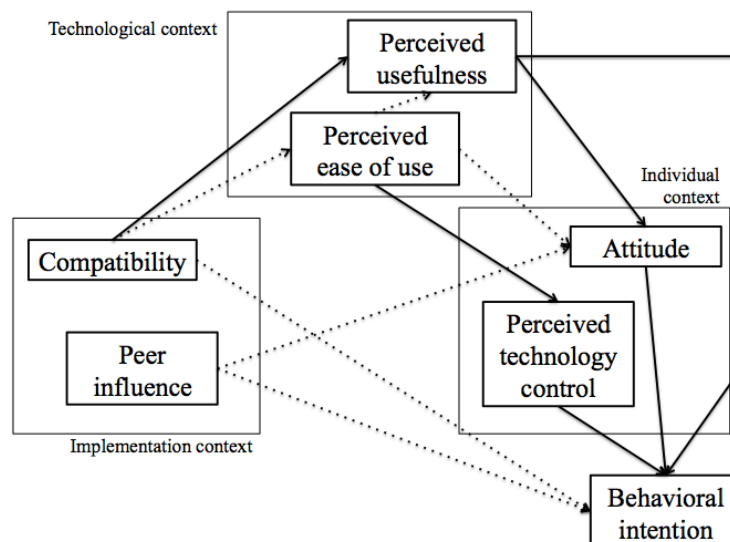 Technological context
Perceived
usefulness
Perceived
ease of use
Individual
context
Compatibility
Attitude
Peer
influence
Perceived
technology
control
Implementation context
Behavioral
intention